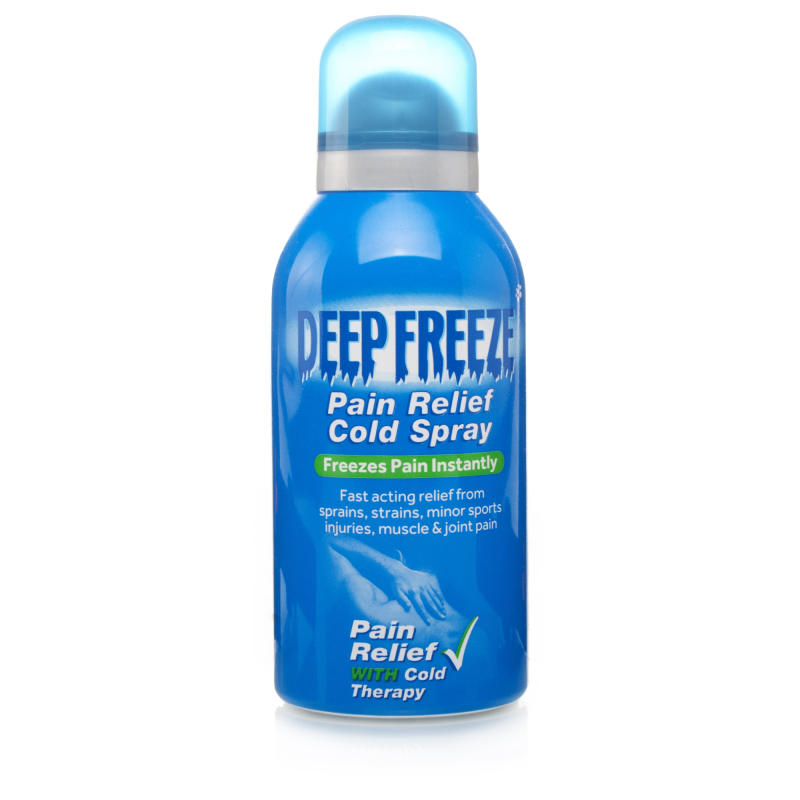 DEEP FREEZE
Pain Relief
Cold Spray
Freezes Pain Instantly
Fast acting relief from
sprains, strains, minor sports
injuries, muscle & joint pain
Pain
Relief
WITH Cold
Therapy